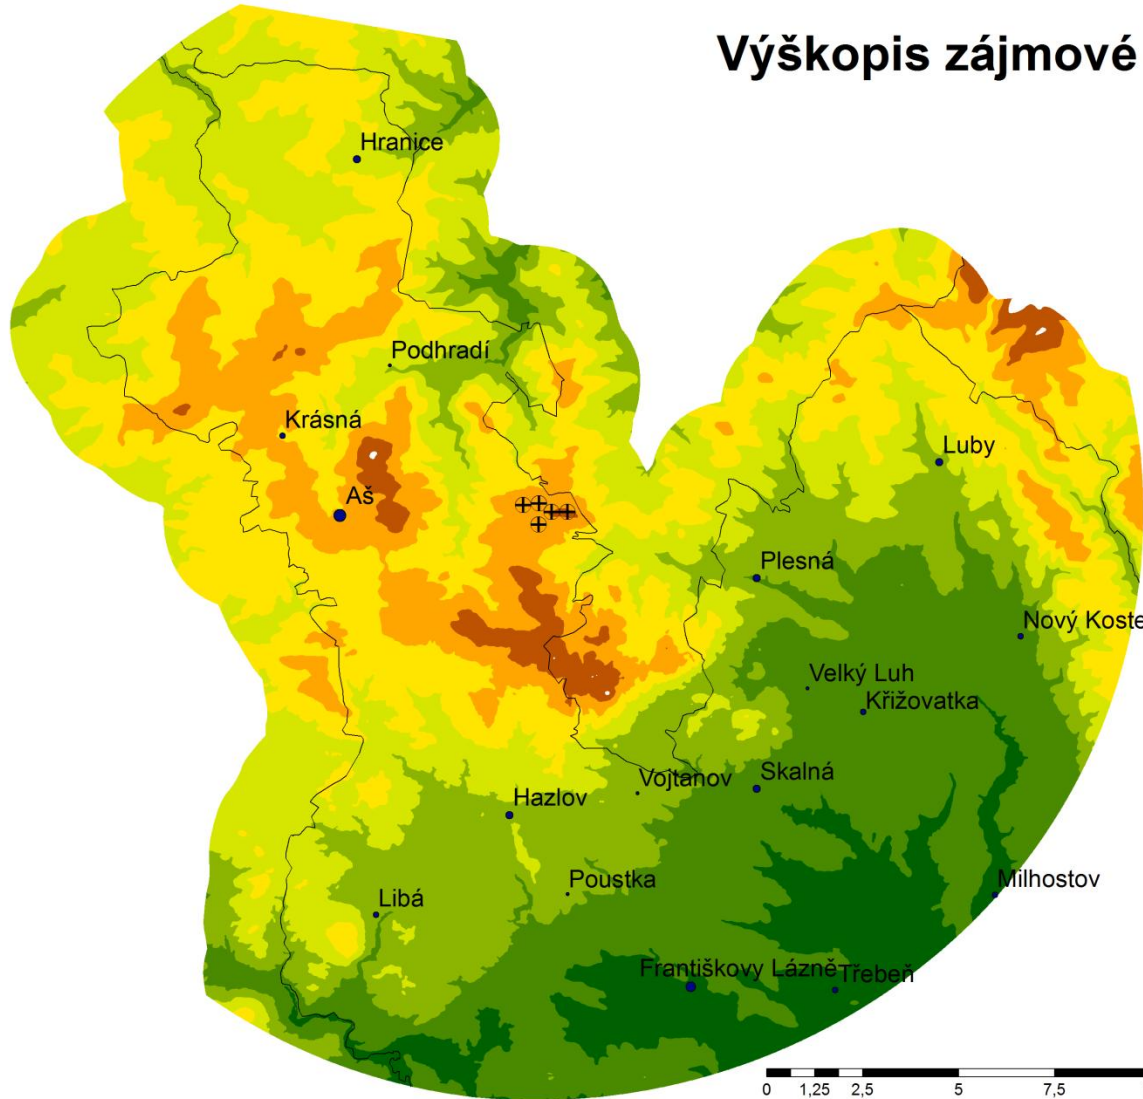 Výškopis zájmové
Hranice
Podhradí
Krásná
Luby
Aš
Plesná
Nový Koste
Velký Luh
Křižovatka
Vojtanov
Skalná
Hazlov
Poustka
Milhostov
Libá
Františkovy Lázně
Třebeň
0 1,25 2,5 5 7,5